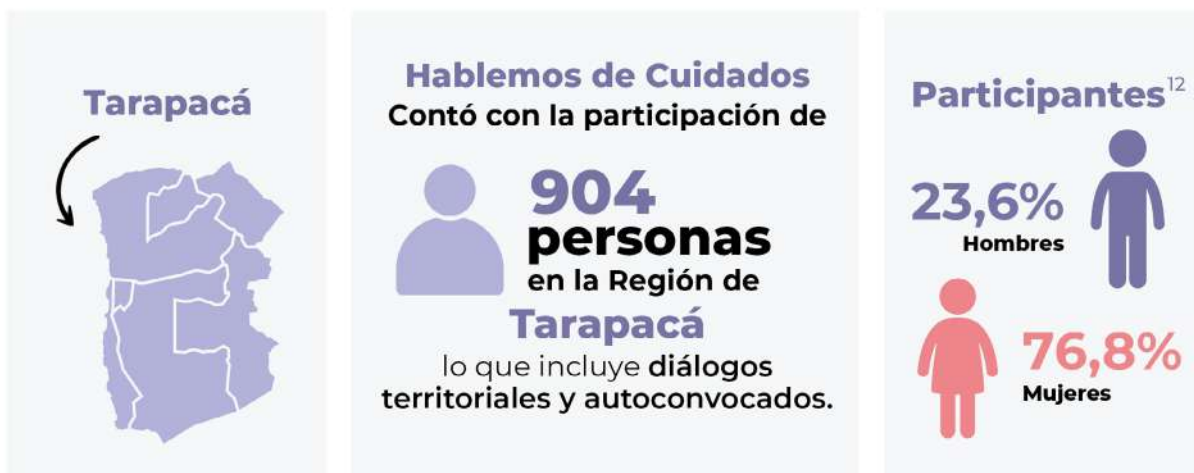 Tarapacá
Hablemos de Cuidados
Contó con la participación de
904
personas
en la Región de
Tarapacá
lo que incluye diálogos
territoriales y autoconvocados.
Participantes12
23,6%
Hombres
76,8%
Mujeres